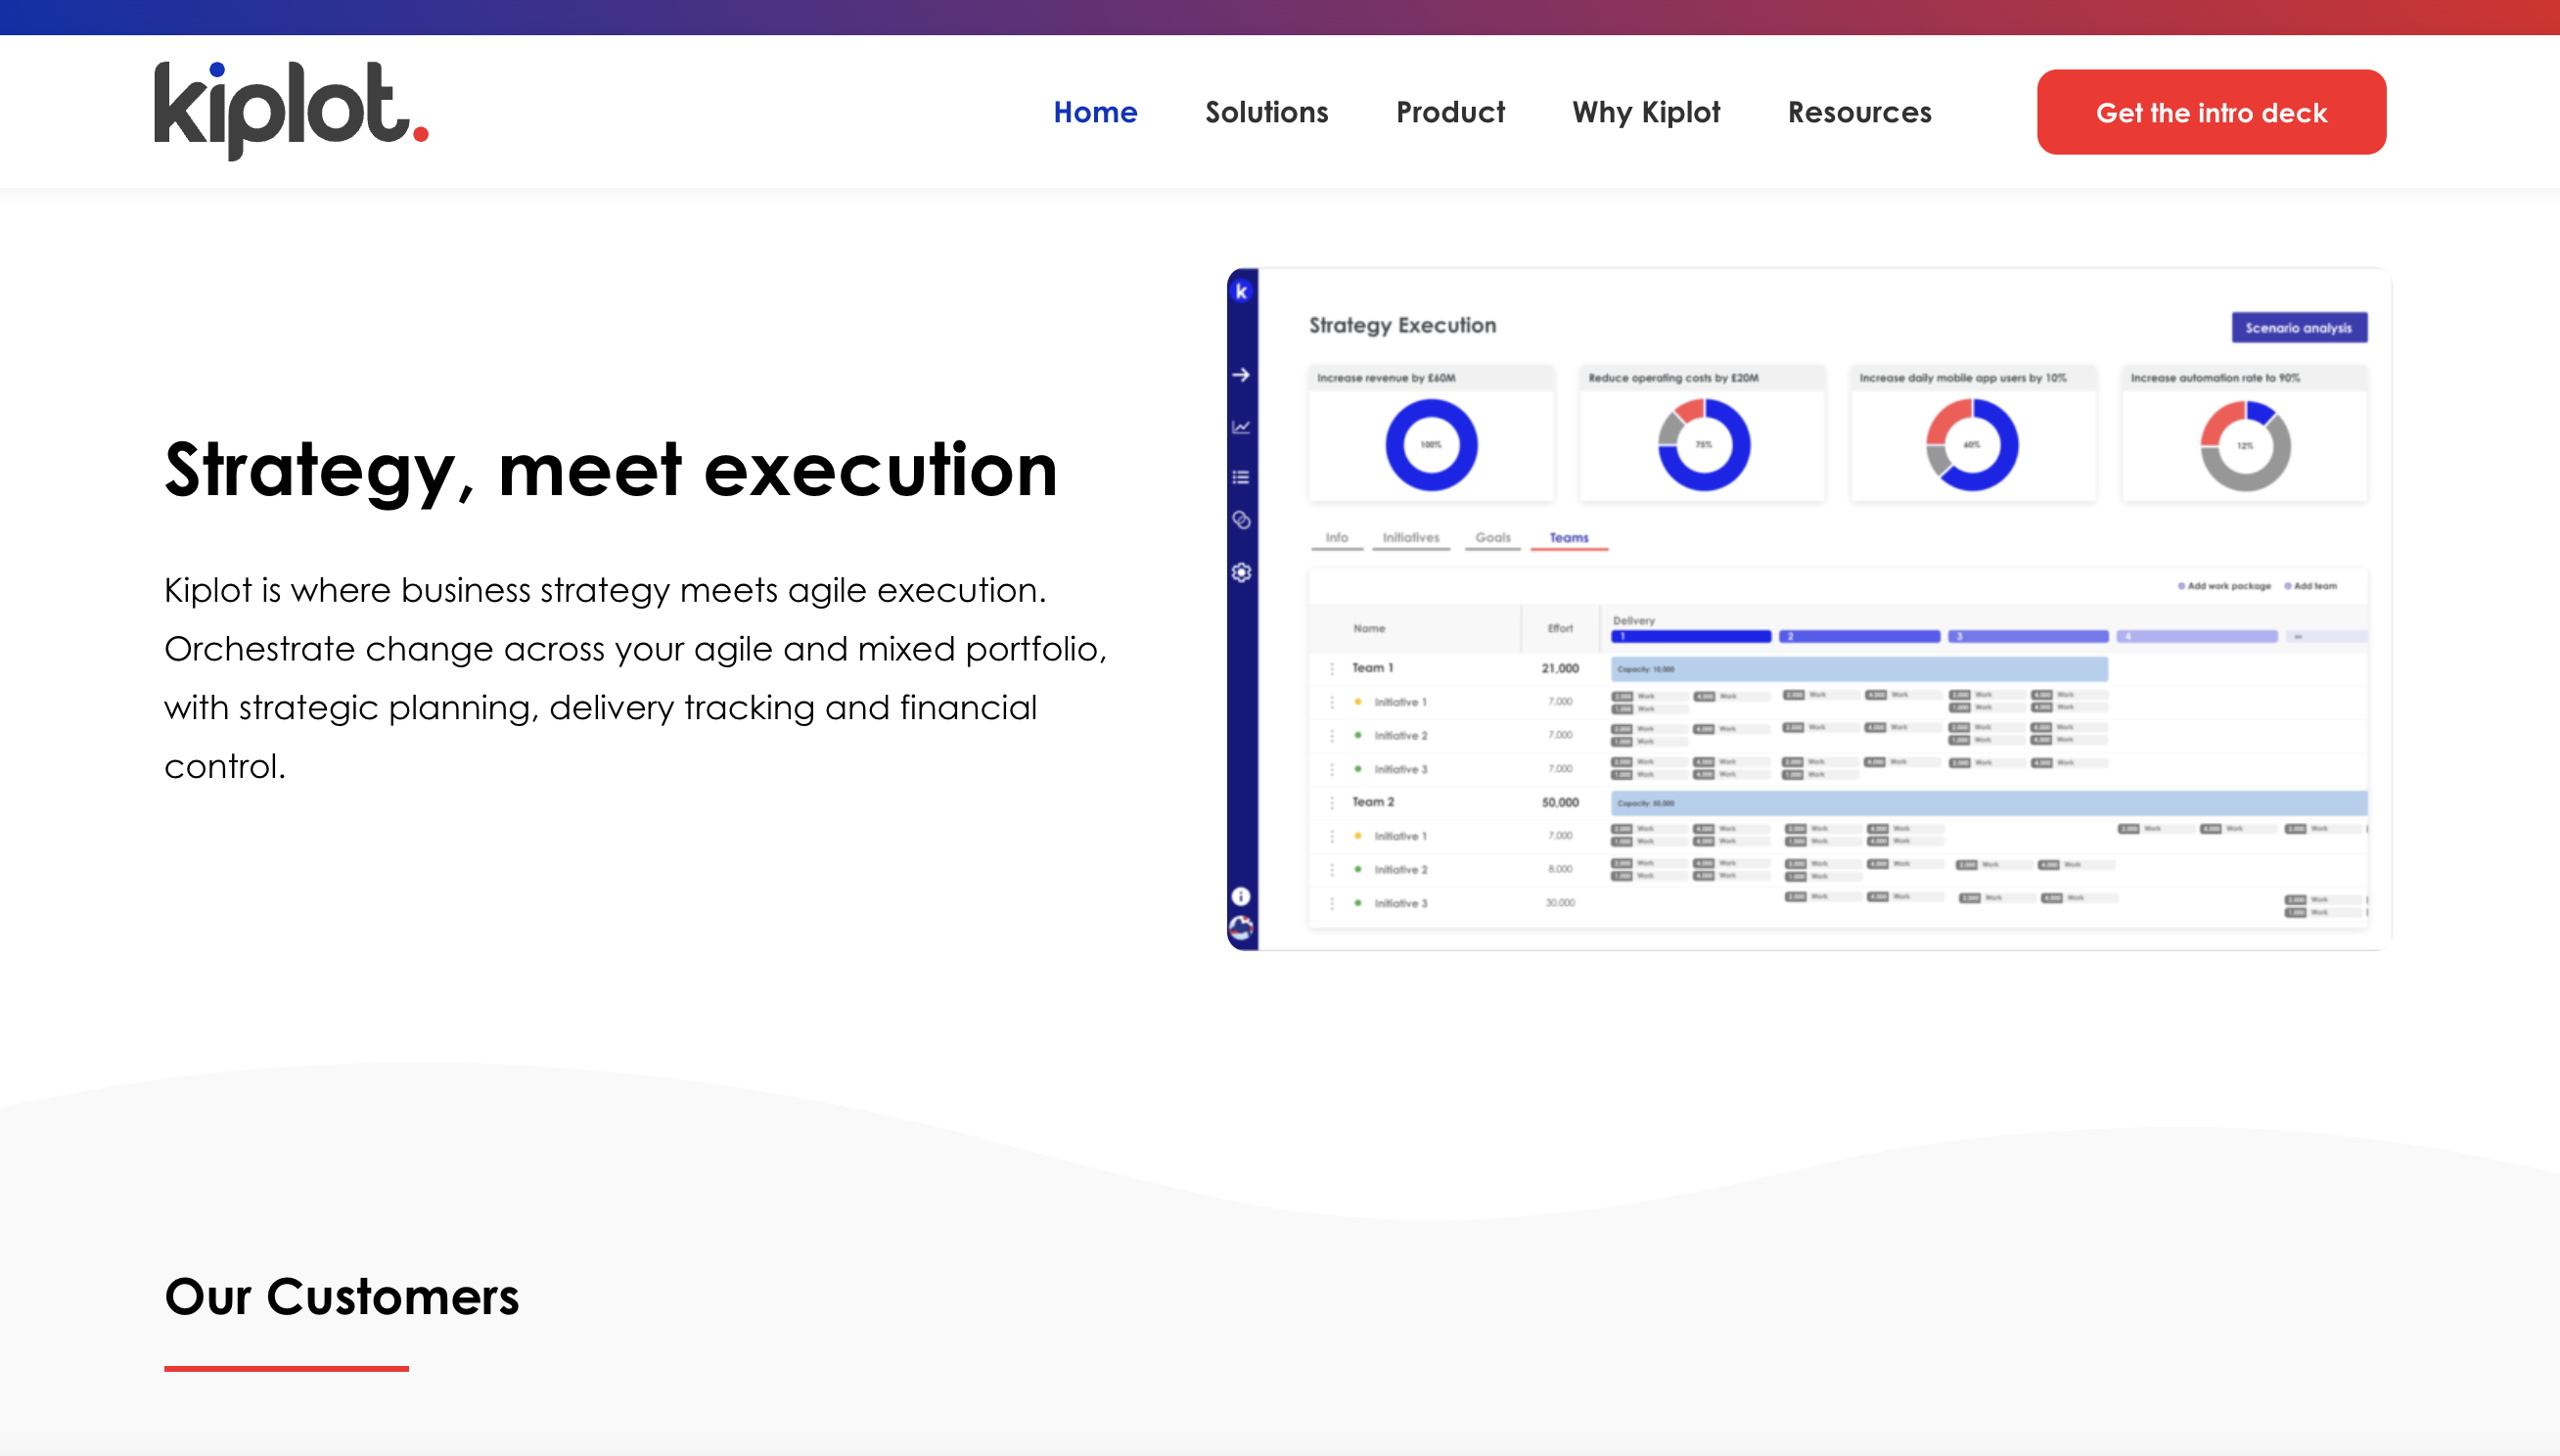 kiplot.
Home
Solutions
Product
Why Kiplot
Resources
Get the intro deck
Strategy, meet execution
Kiplot is where business strategy meets agile execution.
Orchestrate change across your agile and mixed portfolio,
with strategic planning, delivery tracking and financial
control.
k
Strategy Execution
Scenario analysis
Increase revenue by £60M
Reduce operating costs by £20M
Increase daily mobile app users by 10%
Increase automation rate to 90%
100%
75%
60%
12%
Info
Initiatives
Goals
Teams
Add work package
Add team
Name
Effort
Delivery
1
2
3
4
Team 1
21,000
Capacity: 10,000
Initiative 1
7,000
Initiative 2
7,000
Initiative 3
7,000
Team 2
50,000
Capacity: 50,000
Initiative 1
7,000
Initiative 2
8,000
Initiative 3
30,000
Our Customers